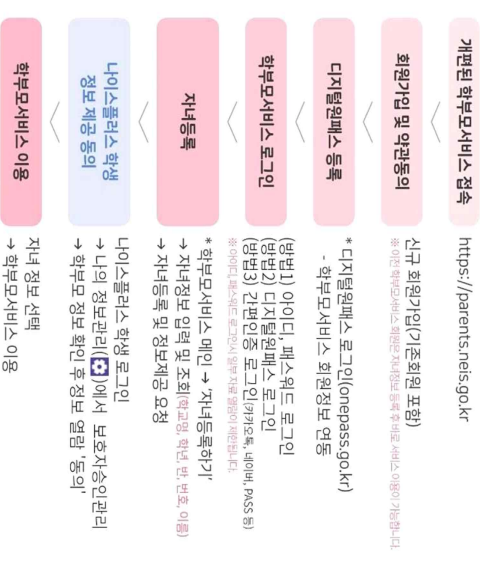 개편된 학부모서비스 접속
https://parents.neis.go.kr
회원가입 및 약관동의
신규 회원가입(기존회원 포함)
※ 이전 학부모서비스 회원은 자녀정보 등록 후 바로 서비스 이용이 가능합니다.
디지털원패스 등록
* 디지털원패스 로그인(onepass.go.kr)
- 학부모서비스 회원정보 연동
학부모서비스 로그인
(방법1) 아이디, 패스워드 로그인
(방법2) 디지털원패스 로그인
(방법3) 간편인증 로그인(카카오톡, 네이버, PASS 등)
※ 아이디, 패스워드 로그인시 일부 자료 열람이 제한됩니다.
자녀등록
* 학부모서비스 메인 → '자녀등록하기'
→ 자녀정보 입력 및 조회(학교명, 학년, 반, 번호, 이름)
→ 자녀등록 및 정보제공 요청
나이스플러스 학생
정보 제공 동의
나이스플러스 학생 로그인
→ 나의 정보관리( )에서 보호자승인관리
→ 학부모 정보 확인 후 정보 열람 '동의'
학부모서비스 이용
자녀 정보 선택
→ 학부모서비스 이용